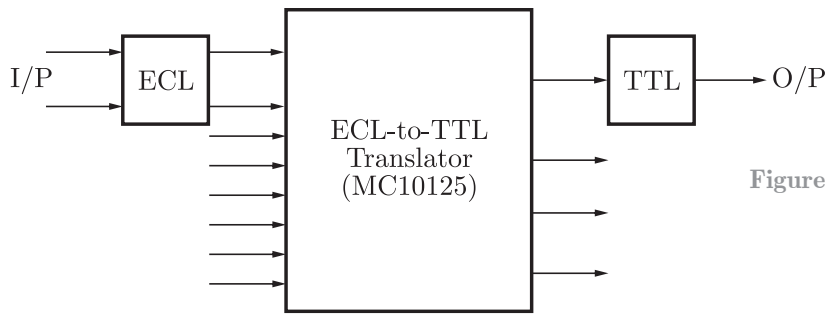 I/P
ECL
ECL-to-TTL
Translator
(MC10125)
TTL
O/P
Figure